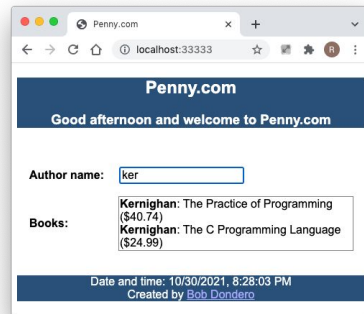 Penny.com
localhost:33333
R
Penny.com
Good afternoon and welcome to Penny.com
Author name: ker
Books:
Kernighan: The Practice of Programming
($40.74)
Kernighan: The C Programming Language
($24.99)
Date and time: 10/30/2021, 8:28:03 PM
Created by Bob Dondero